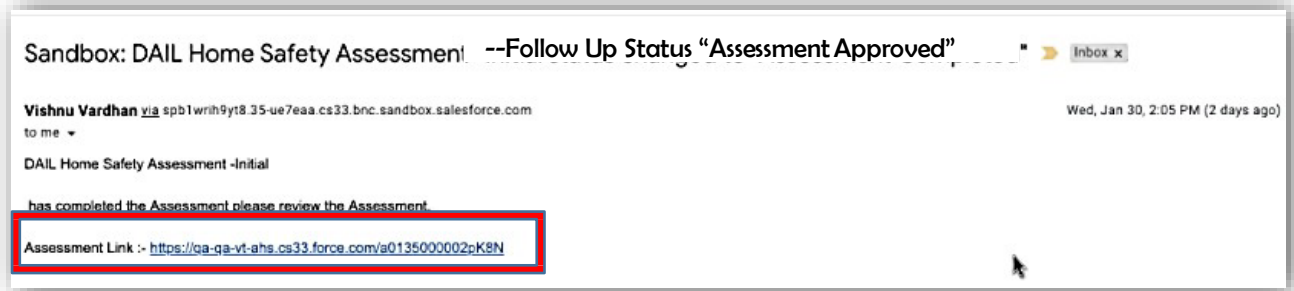 Sandbox: DAIL Home Safety Assessment --Follow Up Status “Assessment Approved” " Inbox x
Vishnu Vardhan via spb1wrih9yt8.35-ue7eaa.cs33.bnc.sandbox.salesforce.com Wed, Jan 30, 2:05 PM (2 days ago)
to me
DAIL Home Safety Assessment -Initial
has completed the Assessment please review the Assessment.
Assessment Link :- https://qa-qa-vt-ahs.cs33.force.com/a0135000002pK8N